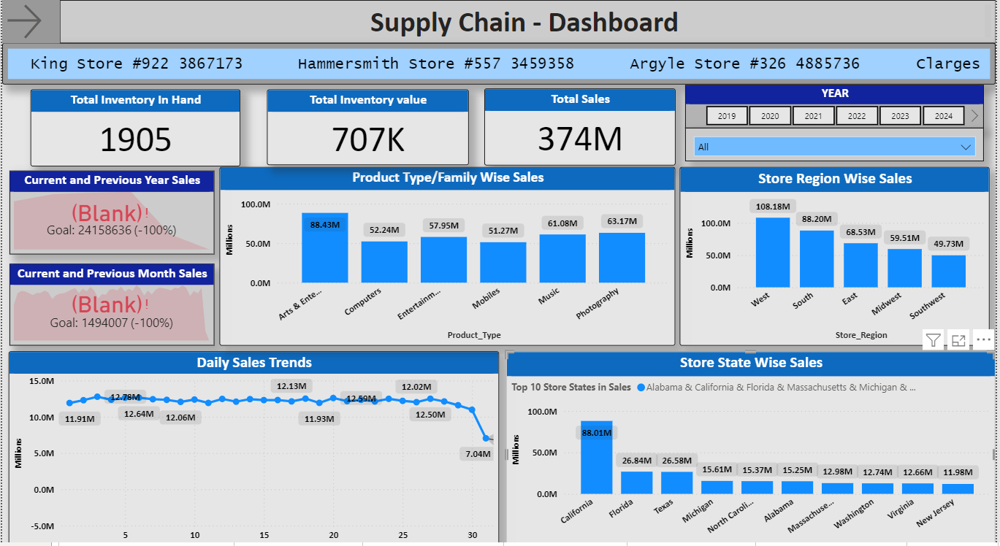 Supply Chain - Dashboard
King Store #922 3867173 Hammersmith Store #557 3459358 Argyle Store #326 4885736 Clarges
Total Inventory In Hand
1905
Total Inventory value
707K
Total Sales
374M
YEAR
2019 2020 2021 2022 2023 2024
All
Current and Previous Year Sales
(Blank)!
Goal: 24158636 (-100%)
Current and Previous Month Sales
(Blank)!
Goal: 1494007 (-100%)
Product Type/Family Wise Sales
Millions
100.0M
50.0M
0.0M
88.43M
52.24M
57.95M
51.27M
61.08M
63.17M
Arts & Ente...
Computers
Entertainm...
Mobiles
Music
Photography
Product_Type
Store Region Wise Sales
Millions
100.0M
50.0M
0.0M
108.18M
88.20M
68.53M
59.51M
49.73M
West
South
East
Midwest
Southwest
Store_Region
Daily Sales Trends
Millions
15.0M
10.0M
5.0M
0.0M
-5.0M
11.91M
12.78M
12.64M
12.06M
12.13M
11.93M
12.59M
12.02M
12.50M
7.04M
5 10 15 20 25 30
Store State Wise Sales
Top 10 Store States in Sales Alabama & California & Florida & Massachusetts & Michigan & ...
Millions
100.0M
50.0M
0.0M
88.01M
26.84M
26.58M
15.61M
15.37M
15.25M
12.98M
12.74M
12.66M
11.98M
California
Florida
Texas
Michigan
North Caroli...
Alabama
Massachuse...
Washington
Virginia
New Jersey